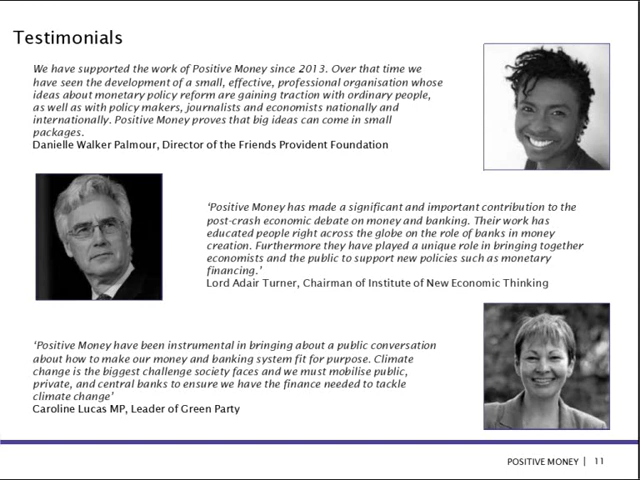 Testimonials
We have supported the work of Positive Money since 2013. Over that time we
have seen the development of a small, effective, professional organisation whose
ideas about monetary policy reform are gaining traction with ordinary people,
as well as with policy makers, journalists and economists nationally and
internationally. Positive Money proves that big ideas can come in small
packages.
Danielle Walker Palmour, Director of the Friends Provident Foundation
‘Positive Money has made a significant and important contribution to the
post-crash economic debate on money and banking. Their work has
educated people right across the globe on the role of banks in money
creation. Furthermore they have played a unique role in bringing together
economists and the public to support new policies such as monetary
financing.’
Lord Adair Turner, Chairman of Institute of New Economic Thinking
‘Positive Money have been instrumental in bringing about a public conversation
about how to make our money and banking system fit for purpose. Climate
change is the biggest challenge society faces and we must mobilise public,
private, and central banks to ensure we have the finance needed to tackle
climate change’
Caroline Lucas MP, Leader of Green Party
POSITIVE MONEY | 11